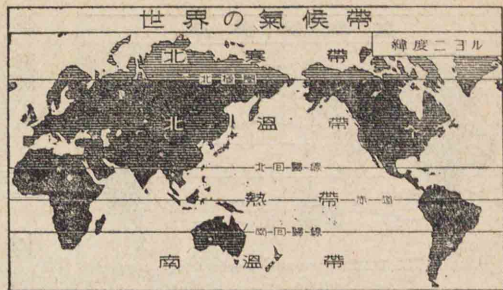 世界の氣候帶
緯度ニヨル
北寒帶
北極圈
北溫帶
北回歸線
熱帶
赤道
南回歸線
南溫帶